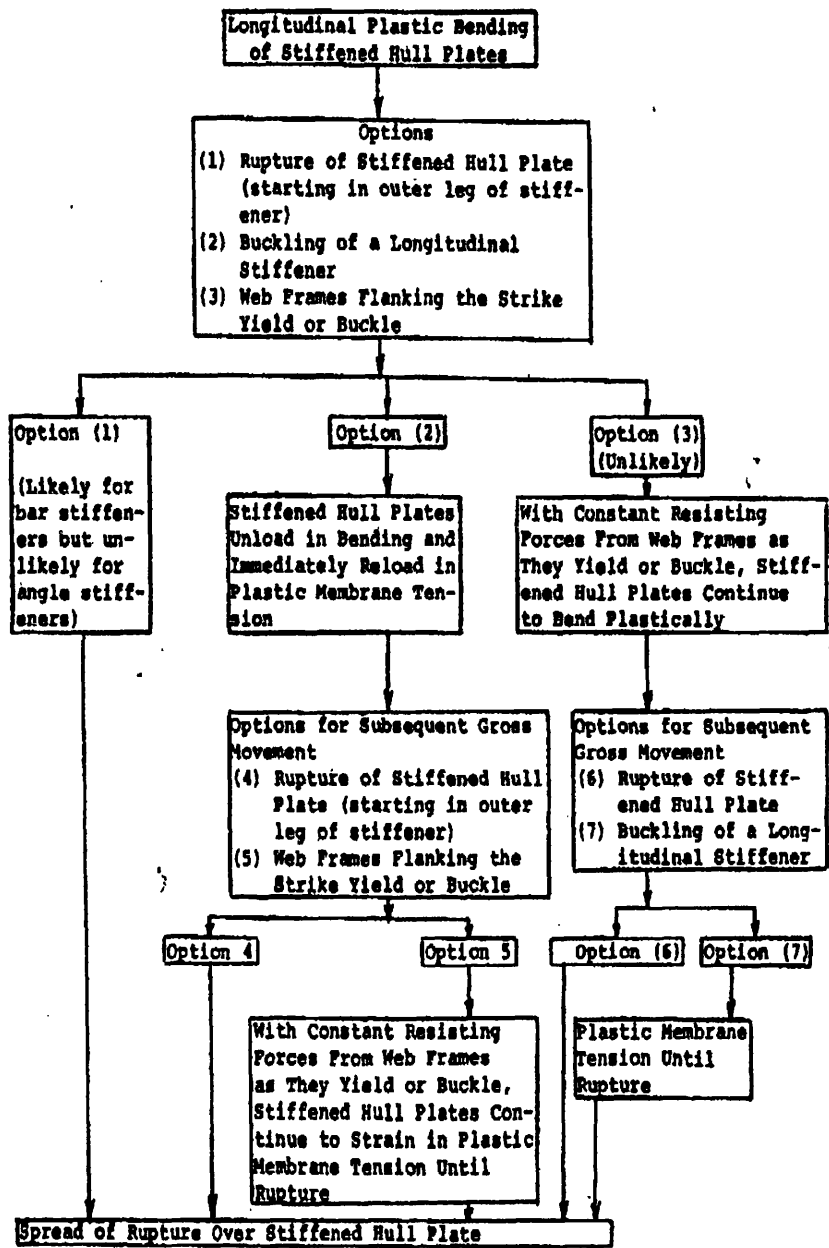 Longitudinal Plastic Bending
of Stiffened Hull Plates
Options
(1) Rupture of Stiffened Hull Plate
(starting in outer leg of stiff-
ener)
(2) Buckling of a Longitudinal
Stiffener
(3) Web Frames Flanking the Strike
Yield or Buckle
Option (1)
(Likely for
bar stiffen-
ers but un-
likely for
angle stiff-
eners)
Option (2)
Stiffened Hull Plates
Unload in Bending and
Immediately Reload in
Plastic Membrane Ten-
sion
Option (3)
(Unlikely)
With Constant Resisting
Forces From Web Frames as
They Yield or Buckle, Stiff-
ened Hull Plates Continue
to Bend Plastically
Options for Subsequent Gross
Movement
(4) Rupture of Stiffened Hull
Plate (starting in outer
leg of stiffener)
(5) Web Frames Flanking the
Strike Yield or Buckle
Options for Subsequent
Gross Movement
(6) Rupture of Stiff-
ened Hull Plate
(7) Buckling of a Long-
itudinal Stiffener
Option 4
Option 5
Option (6)
Option (7)
With Constant Resisting
Forces From Web Frames
as They Yield or Buckle,
Stiffened Hull Plates Con-
tinue to Strain in Plastic
Membrane Tension Until
Rupture
Plastic Membrane
Tension Until
Rupture
Spread of Rupture Over Stiffened Hull Plate